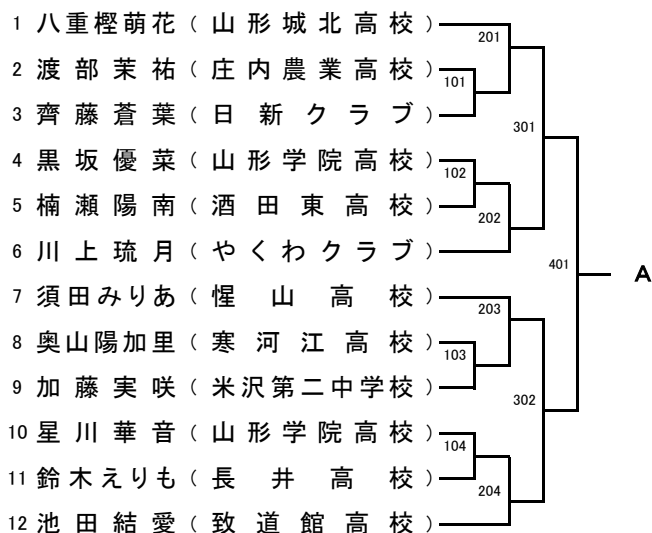 1 八重樫萌花 ( 山形城北高校 )
201
2 渡部茉祐 ( 庄内農業高校 )
101
3 齊藤蒼葉 ( 日新クラブ )
301
4 黒坂優菜 ( 山形学院高校 )
102
5 楠瀬陽南 ( 酒田東高校 )
202
6 川上琉月 ( やくわクラブ )
401
A
7 須田みりあ ( 惺山高校 )
203
8 奥山陽加里 ( 寒河江高校 )
103
9 加藤実咲 ( 米沢第二中学校 )
302
10 星川華音 ( 山形学院高校 )
104
11 鈴木えりも ( 長井高校 )
204
12 池田結愛 ( 致道館高校 )